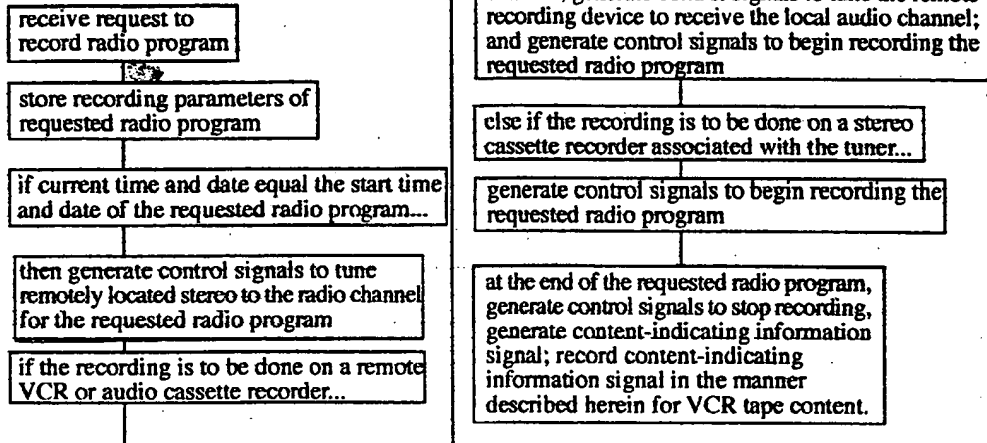 receive request to
record radio program
store recording parameters of
requested radio program
if current time and date equal the start time
and date of the requested radio program...
then generate control signals to tune
remotely located stereo to the radio channel
for the requested radio program
if the recording is to be done on a remote
VCR or audio cassette recorder...
recording device to receive the local audio channel;
and generate control signals to begin recording the
requested radio program
else if the recording is to be done on a stereo
cassette recorder associated with the tuner...
generate control signals to begin recording the
requested radio program
at the end of the requested radio program,
generate control signals to stop recording,
generate content-indicating information
signal; record content-indicating
information signal in the manner
described herein for VCR tape content.